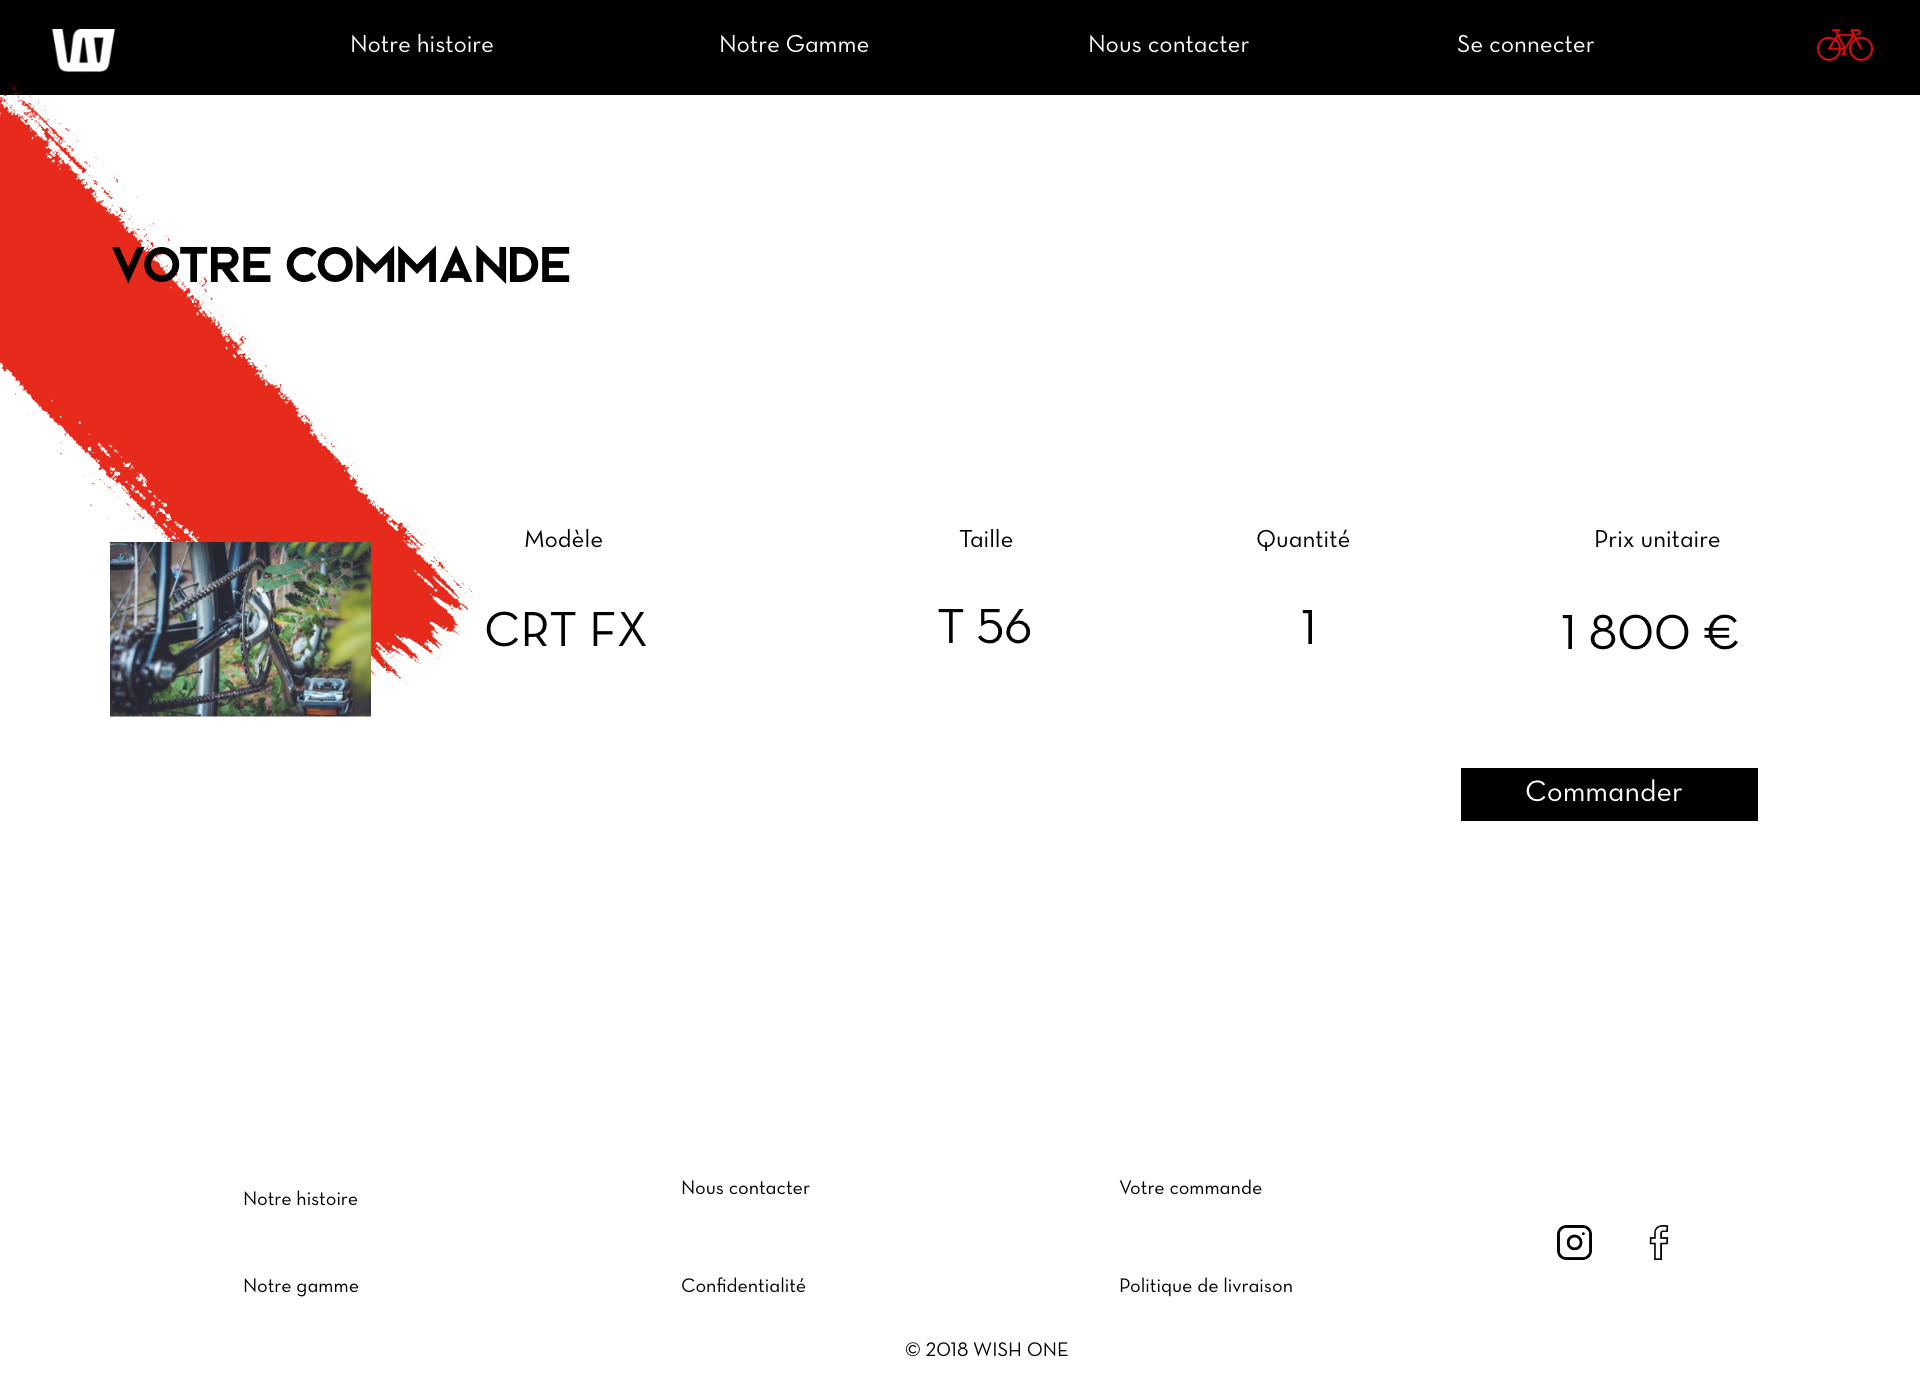 Notre histoire
Notre Gamme
Nous contacter
Se connecter
VOTRE COMMANDE
Modèle
Taille
Quantité
Prix unitaire
CRT FX
T 56
1
1 800 €
Commander
Notre histoire
Nous contacter
Votre commande
Notre gamme
Confidentialité
Politique de livraison
© 2018 WISH ONE